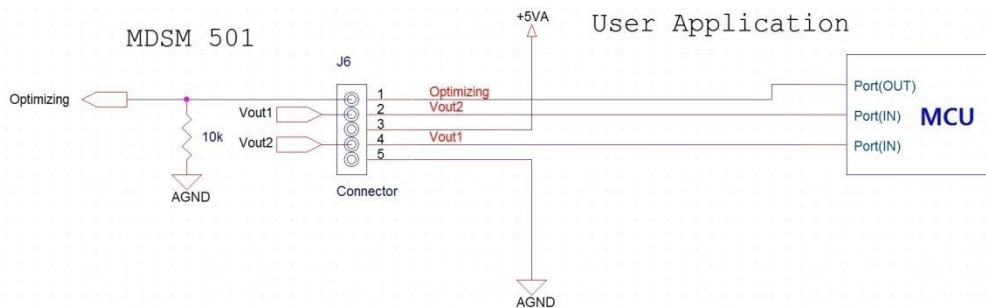 MDSM 501
User Application
+5VA
J6
Optimizing
1
Optimizing
Port(OUT)
Vout1
2
Vout2
Port(IN)
MCU
10k
3
Vout2
4
Vout1
Port(IN)
5
AGND
Connector
AGND